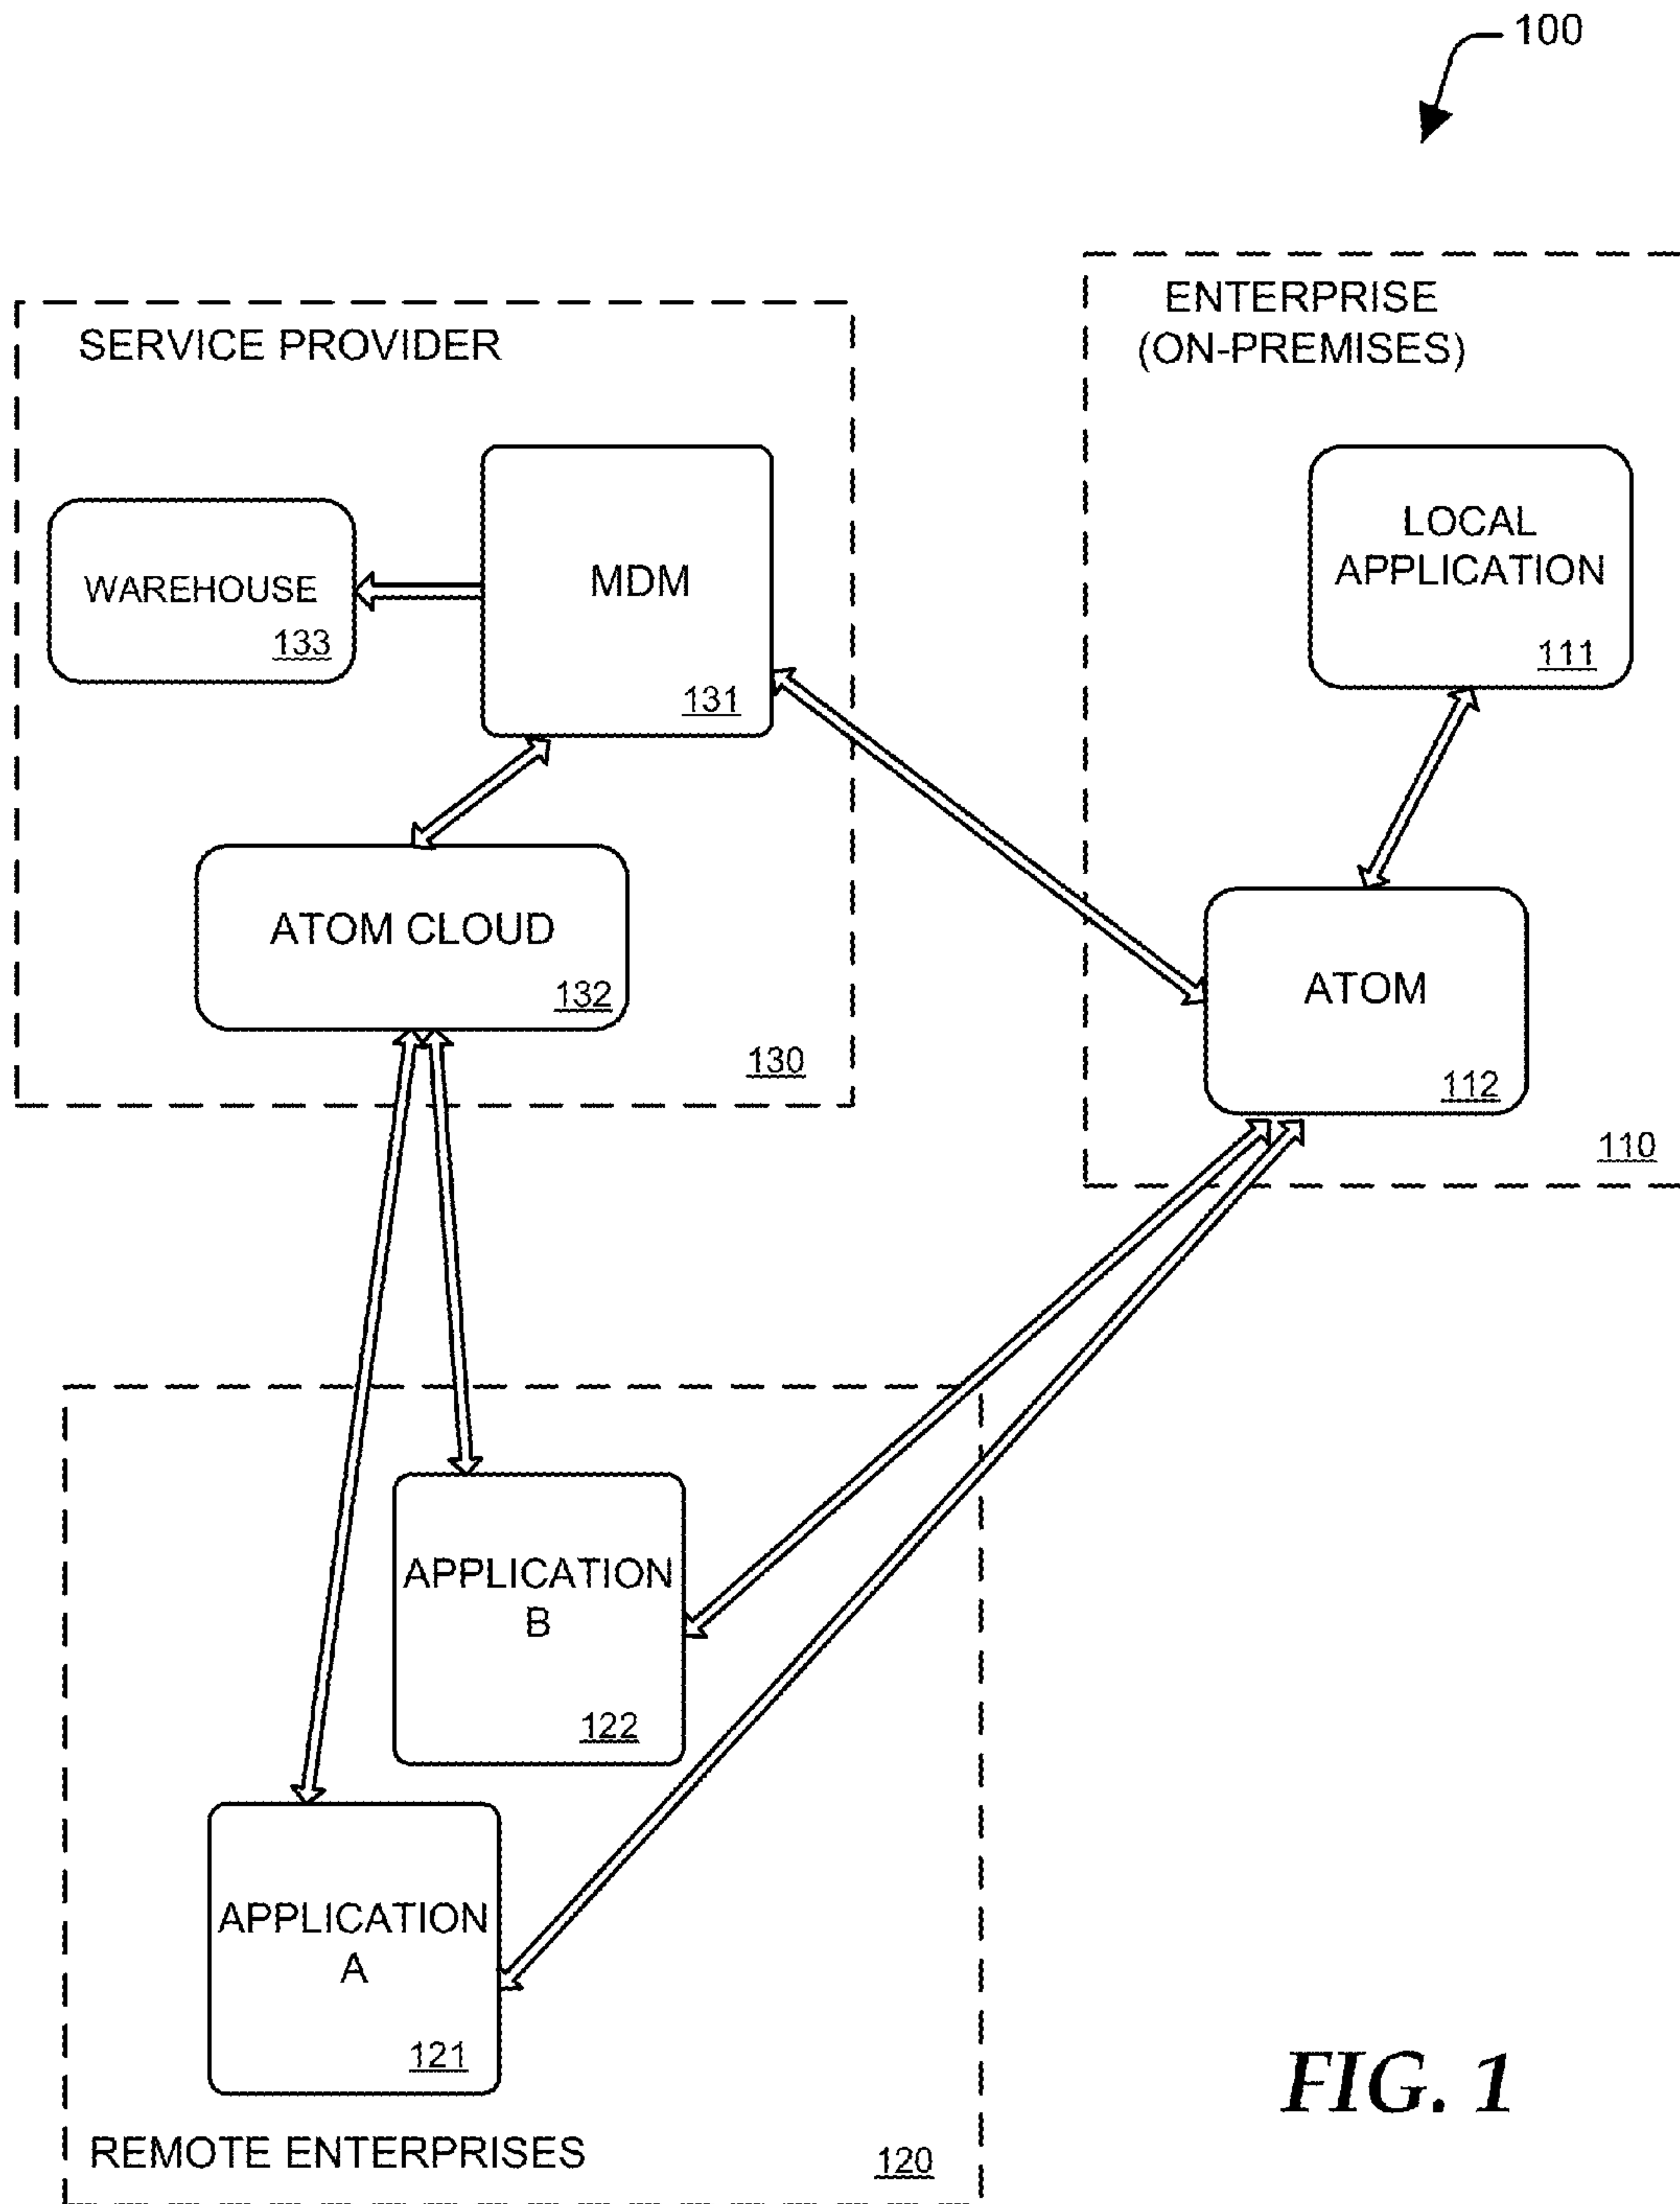 100
SERVICE PROVIDER
WAREHOUSE
133
MDM
131
ATOM CLOUD
132
130
ENTERPRISE
(ON-PREMISES)
LOCAL
APPLICATION
111
ATOM
112
110
APPLICATION
B
122
APPLICATION
A
121
REMOTE ENTERPRISES
120
FIG. 1